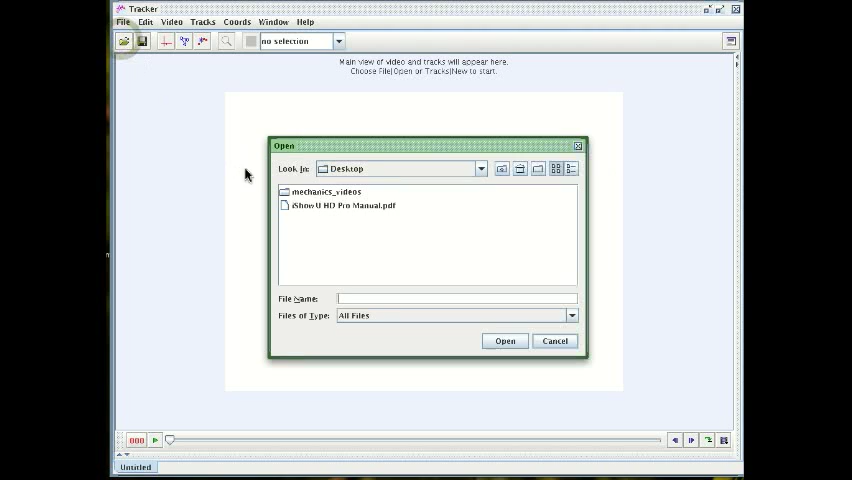 Tracker
File Edit Video Tracks Coords Window Help
no selection
Main view of video and tracks will appear here.
Choose File|Open or Tracks|New to start.
Open
Look In: Desktop
mechanics_videos
iShowU HD Pro Manual.pdf
File Name:
Files of Type: All Files
Open Cancel
000
Untitled